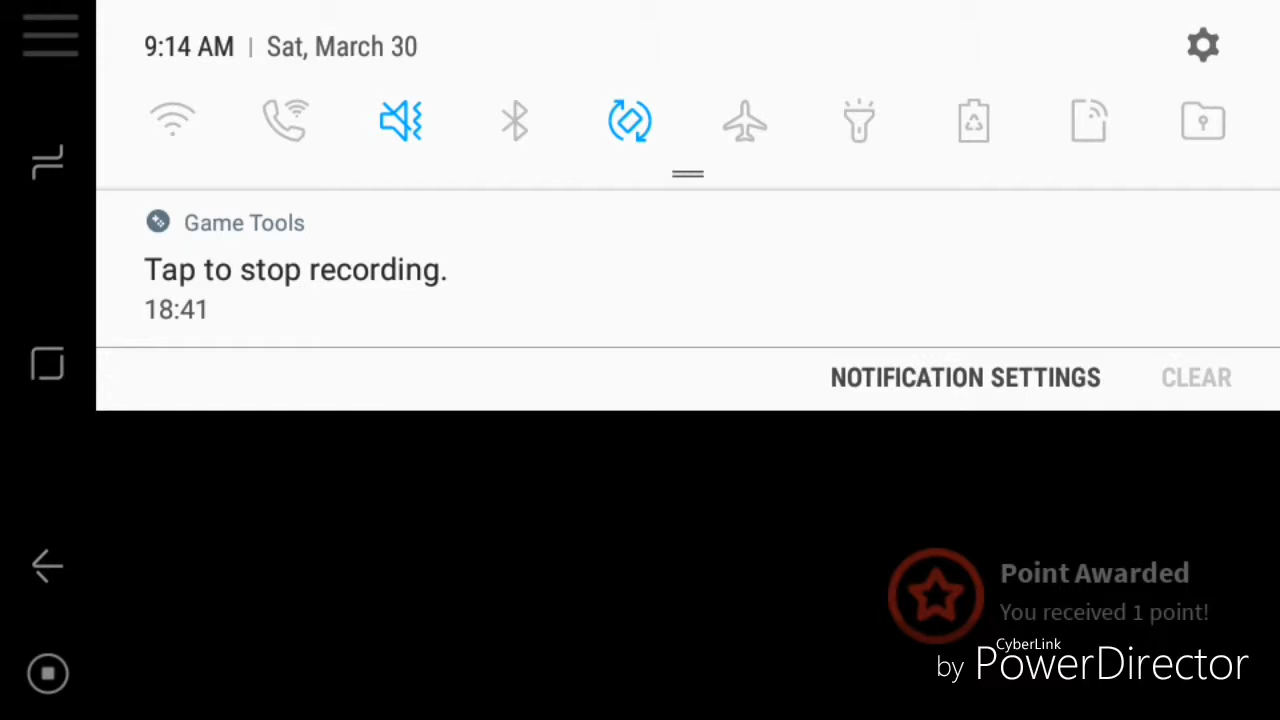 9:14 AM | Sat, March 30
Game Tools
Tap to stop recording.
18:41
NOTIFICATION SETTINGS CLEAR
Point Awarded
You received 1 point!
CyberLink
by PowerDirector